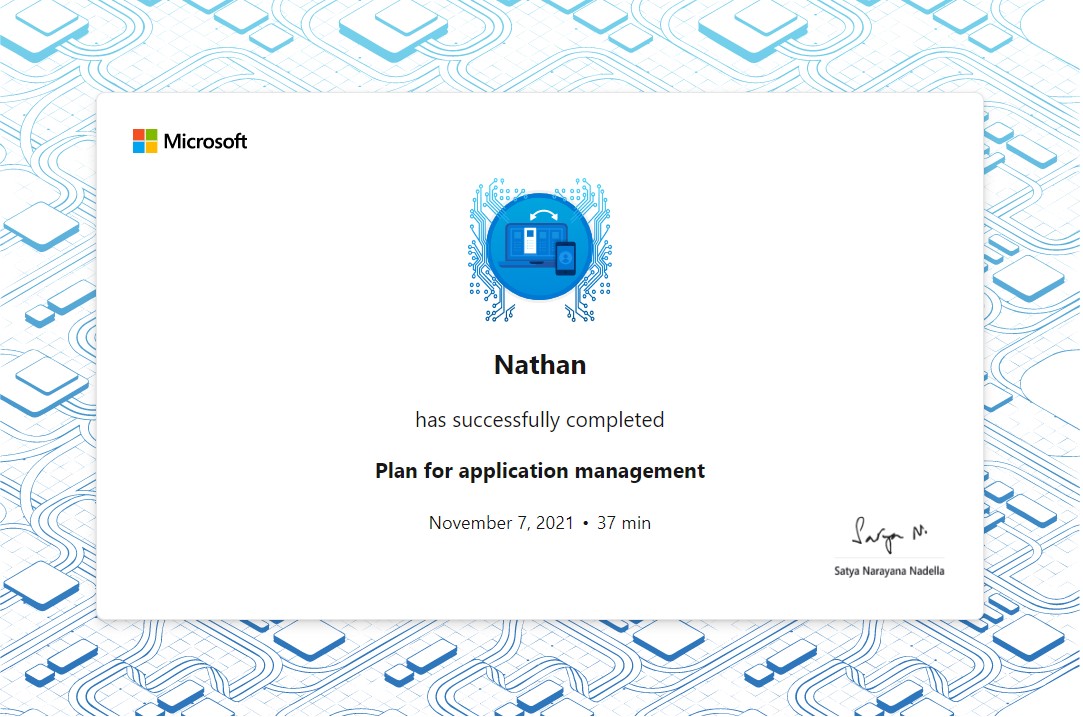 Microsoft
Nathan
has successfully completed
Plan for application management
November 7, 2021 • 37 min
Satya N.
Satya Narayana Nadella